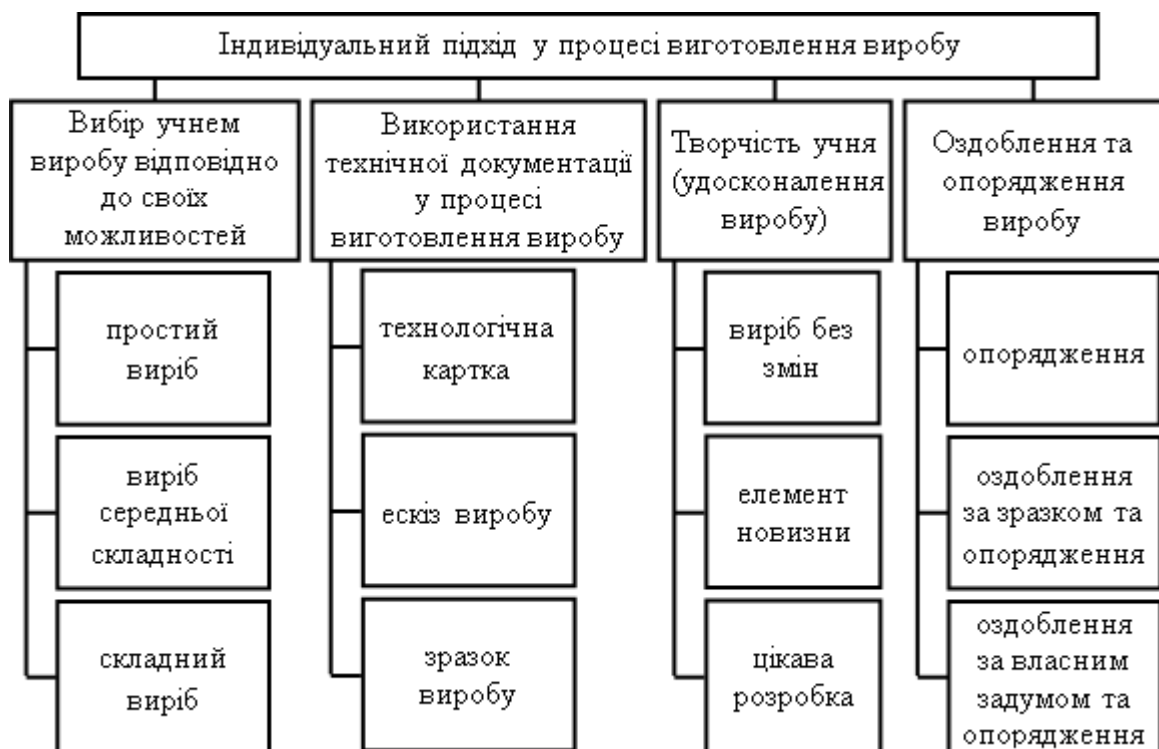 Індивідуальний підхід у процесі виготовлення виробу
Вибір учнем
виробу відповідно
до своїх
можливостей
простий
виріб
виріб
середньої
складності
складний
виріб
Використання
технічної документації
у процесі
виготовлення виробу
технологічна
картка
ескіз виробу
зразок
виробу
Творчість учня
(удосконалення
виробу)
виріб без
змін
елемент
новизни
цікава
розробка
Оздоблення та
опорядження
виробу
опорядження
оздоблення
за зразком та
опорядження
оздоблення
за власним
задумом та
опорядження